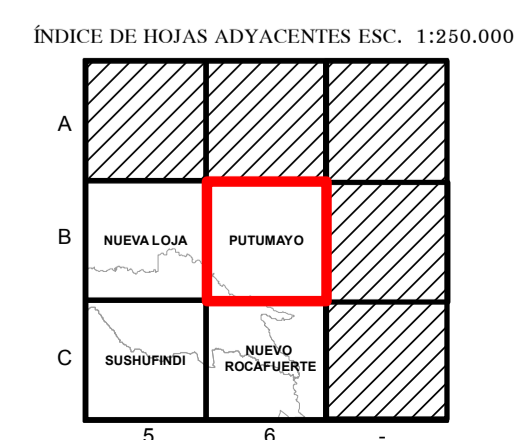 ÍNDICE DE HOJAS ADYACENTES ESC. 1:250.000
A
B
NUEVA LOJA
PUTUMAYO
C
SUSHUFINDI
NUEVO
ROCAFUERTE
5
6
-